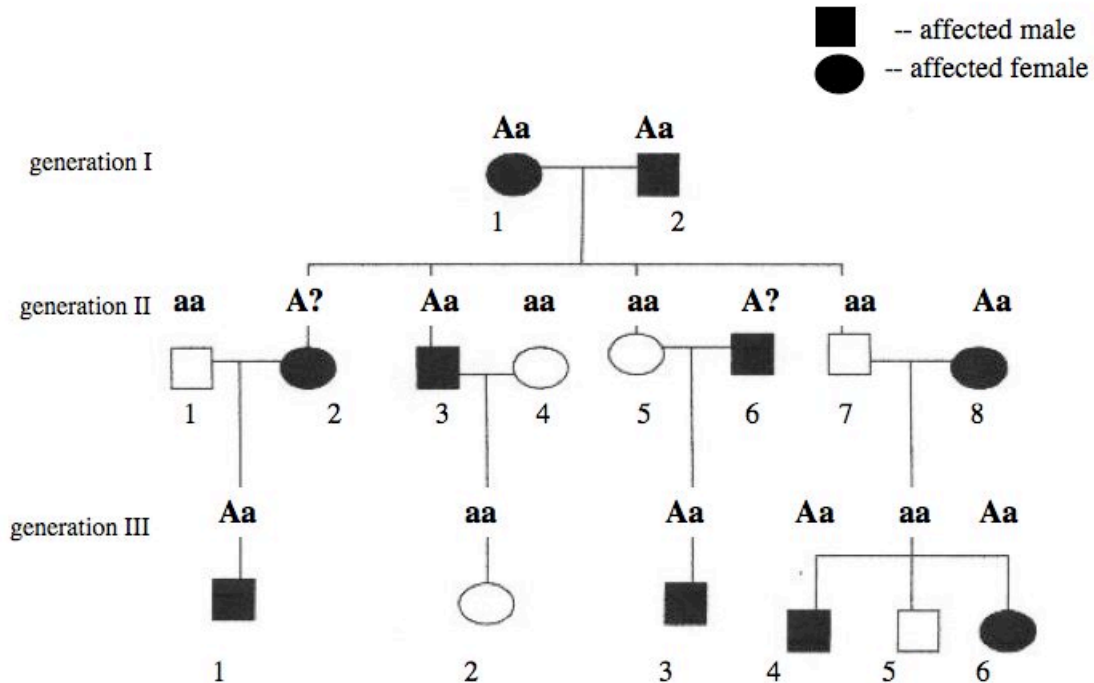 -- affected male
-- affected female
Aa Aa
generation I
1 2
generation II aa A? Aa aa aa A? aa Aa
1 2 3 4 5 6 7 8
Aa aa Aa Aa aa Aa
generation III
1 2 3 4 5 6